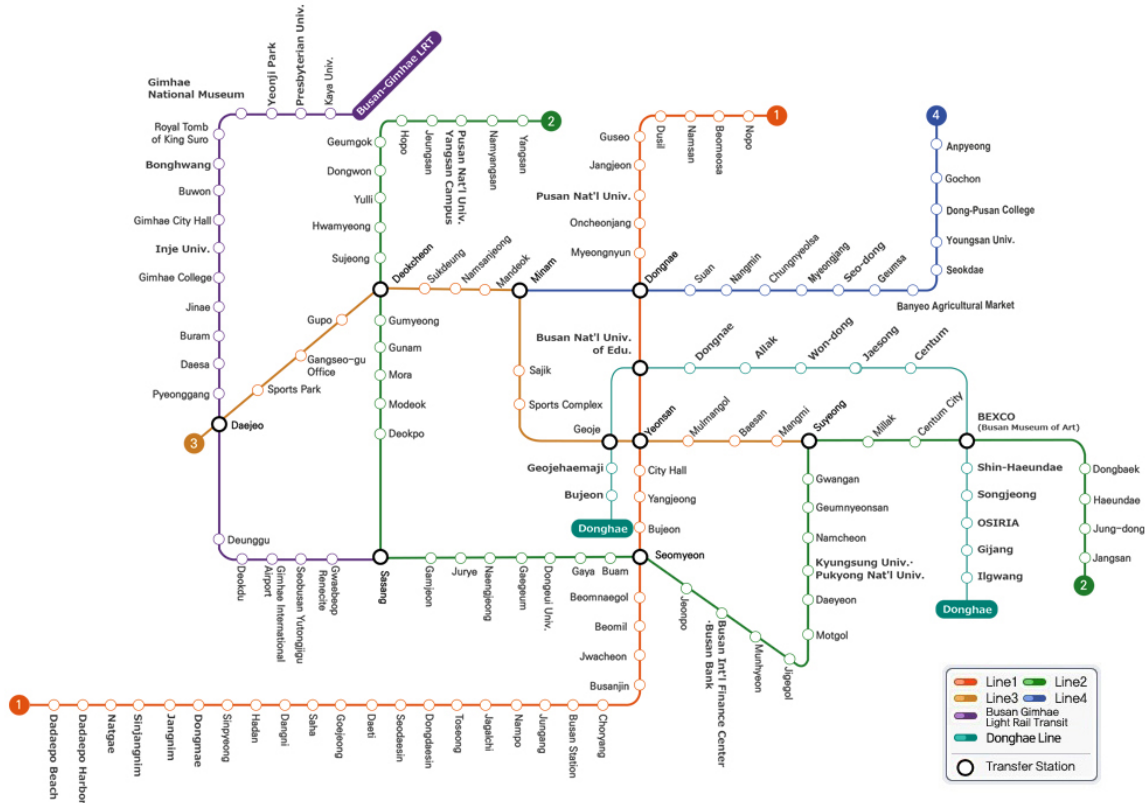 Gimhae
National Museum
Yeonji Park
Presbyterian Univ.
Kaya Univ.
Busan-Gimhae LRT
Royal Tomb
of King Suro
Bonghwang
Buwon
Gimhae City Hall
Inje Univ.
Gimhae College
Jinae
Buram
Daesa
Pyeonggang
Daejeo
3
Deunggu
Deokdu
Gimhae International
Airport
Seobusan Yutongjigu
Gwaebeop
Renecite
Sasang
2
Yangsan
Namyangsan
Pusan Nat'l Univ.
Yangsan Campus
Jeungsan
Hopo
Geumgok
Dongwon
Yulli
Hwamyeong
Sujeong
Deokcheon
Gumyeong
Gunam
Mora
Modeok
Deokpo
Gupo
Gangseo-gu
Office
Sports Park
Sukdeung
Namsanjeong
Mandeok
Minam
Sajik
Sports Complex
Geoje
1
Nopo
Beomeosa
Namsan
Dusil
Guseo
Jangjeon
Pusan Nat'l Univ.
Oncheonjang
Myeongnyun
Dongnae
Busan Nat'l Univ.
of Edu.
Yeonsan
City Hall
Yangjeong
Bujeon
Seomyeon
Beomnaegol
Beomil
Jwacheon
Busanjin
4
Anpyeong
Gochon
Dong-Pusan College
Youngsan Univ.
Seokdae
Banyeo Agricultural Market
Geumsa
Seo-dong
Myeongjang
Chungnyeolsa
Nangmin
Suan
Dongnae
Allak
Won-dong
Jaesong
Centum
Geojehaemaji
Bujeon
Donghae
Mulmangol
Baesan
Mangmi
Suyeong
Millak
Centum City
BEXCO
(Busan Museum of Art)
Shin-Haeundae
Songjeong
OSIRIA
Gijang
Ilgwang
Donghae
Dongbaek
Haeundae
Jung-dong
Jangsan
2
Gwangan
Geumnyeonsan
Namcheon
Kyungsung Univ.·
Pukyong Nat'l Univ.
Daeyeon
Motgol
Jigegol
Munhyeon
Busan Int'l Finance Center
·Busan Bank
Jeonpo
Gamjeon
Jurye
Naengjeong
Gaegeum
Dongeui Univ.
Gaya
Buam
1
Dadaepo Beach
Dadaepo Harbor
Natgae
Sinjangnim
Jangnim
Dongmae
Sinpyeong
Hadan
Dangni
Saha
Goejeong
Daeti
Seodaesin
Dongdaesin
Toseong
Jagalchi
Nampo
Jungang
Busan Station
Choryang
Line1
Line2
Line3
Line4
Busan Gimhae
Light Rail Transit
Donghae Line
Transfer Station